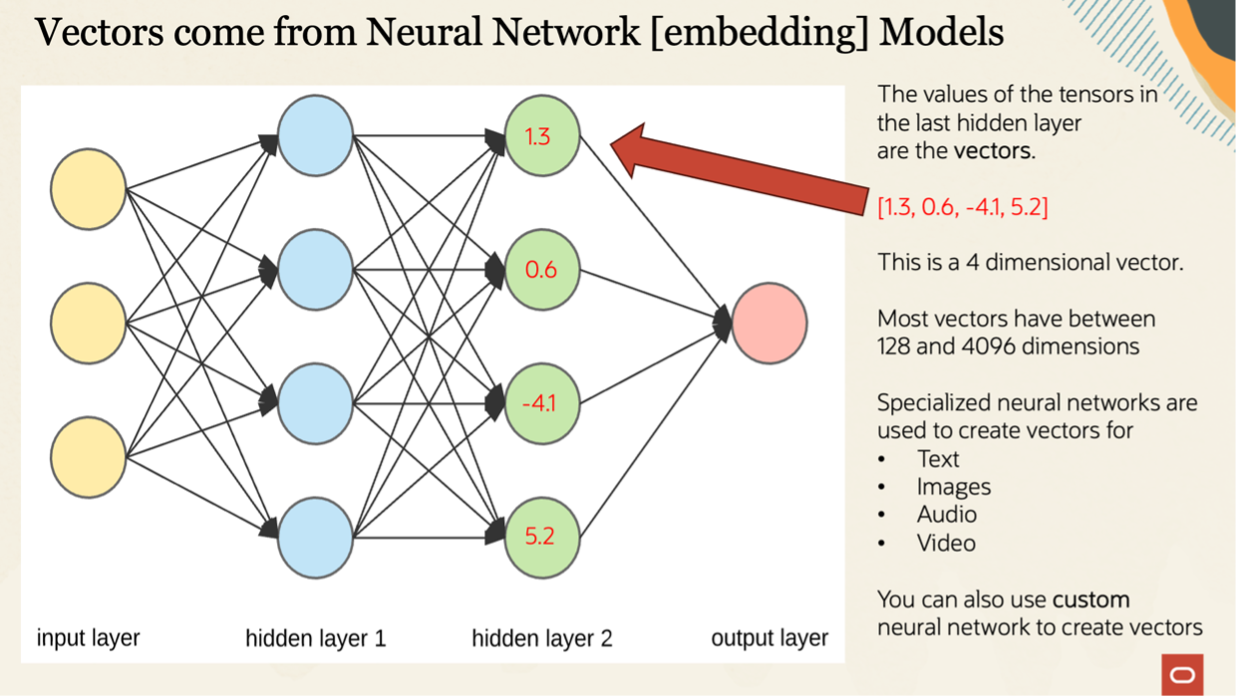 Vectors come from Neural Network [embedding] Models
1.3
0.6
-4.1
5.2
input layer
hidden layer 1
hidden layer 2
output layer
The values of the tensors in
the last hidden layer
are the vectors.
[1.3, 0.6, -4.1, 5.2]
This is a 4 dimensional vector.
Most vectors have between
128 and 4096 dimensions
Specialized neural networks are
used to create vectors for
• Text
• Images
• Audio
• Video
You can also use custom
neural network to create vectors